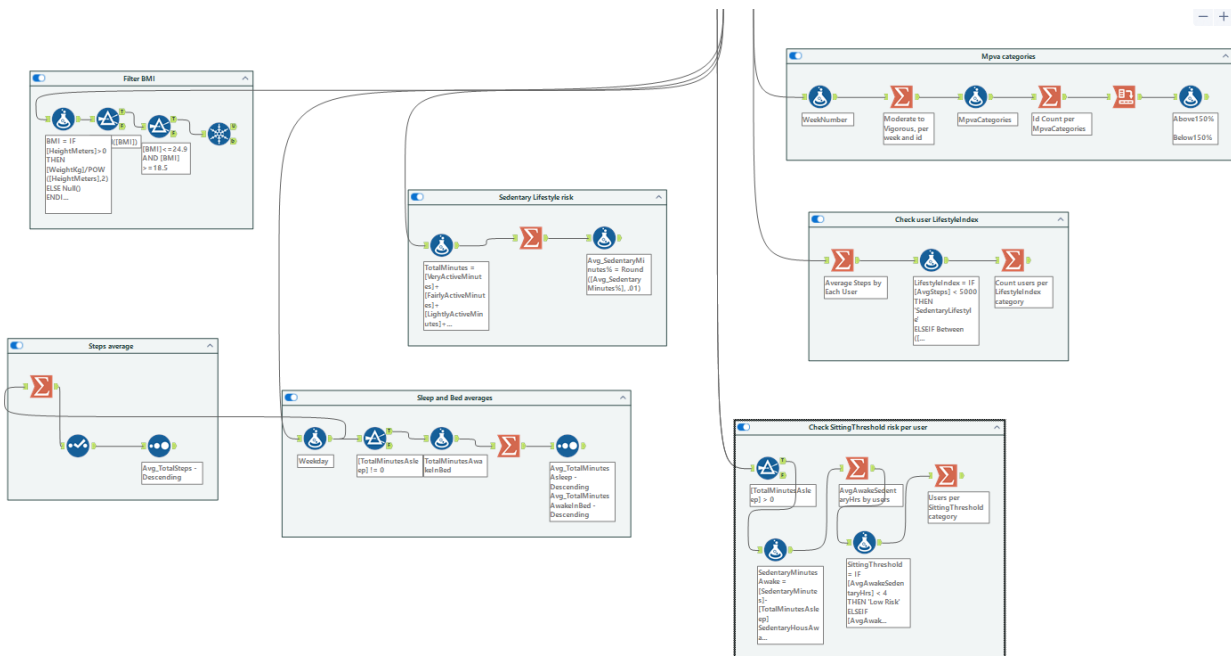 Filter BMI
BMI = IF
[HeightMeters]>0
THEN
[WeightKg]/POW
([HeightMeters],2)
ELSE Null()
ENDI...
([BMI])
[BMI]<=24.9
AND [BMI]
>=18.5
Mpva categories
WeekNumber
Moderate to
Vigorous, per
week and id
MpvaCategories
Id Count per
MpvaCategories
Above150%
Below150%
Sedentary Lifestyle risk
TotalMinutes =
[VeryActiveMinut
es]+
[FairlyActiveMinut
es]+
[LightlyActiveMin
utes]+...
Avg_SedentaryMi
nutes% = Round
([Avg_Sedentary
Minutes%], .01)
Check user LifestyleIndex
Average Steps by
Each User
LifestyleIndex = IF
[AvgSteps] < 5000
THEN
'SedentaryLifestyl
e'
ELSEIF Between
([...
Count users per
LifestyleIndex
category
Steps average
Avg_TotalSteps -
Descending
Sleep and Bed averages
Weekday
[TotalMinutesAsle
ep] != 0
TotalMinutesAwa
keInBed
Avg_TotalMinutes
Asleep -
Descending
Avg_TotalMinutes
AwakeInBed -
Descending
Check SittingThreshold risk per user
[TotalMinutesAsle
ep] > 0
SedentaryMinutes
Awake =
[SedentaryMinute
s]-
[TotalMinutesAsle
ep]
SedentaryHousAw
a...
AvgAwakeSedent
aryHrs by users
SittingThreshold
= IF
[AvgAwakeSeden
taryHrs] < 4
THEN 'Low Risk'
ELSEIF
[AvgAwak...
Users per
SittingThreshold
category